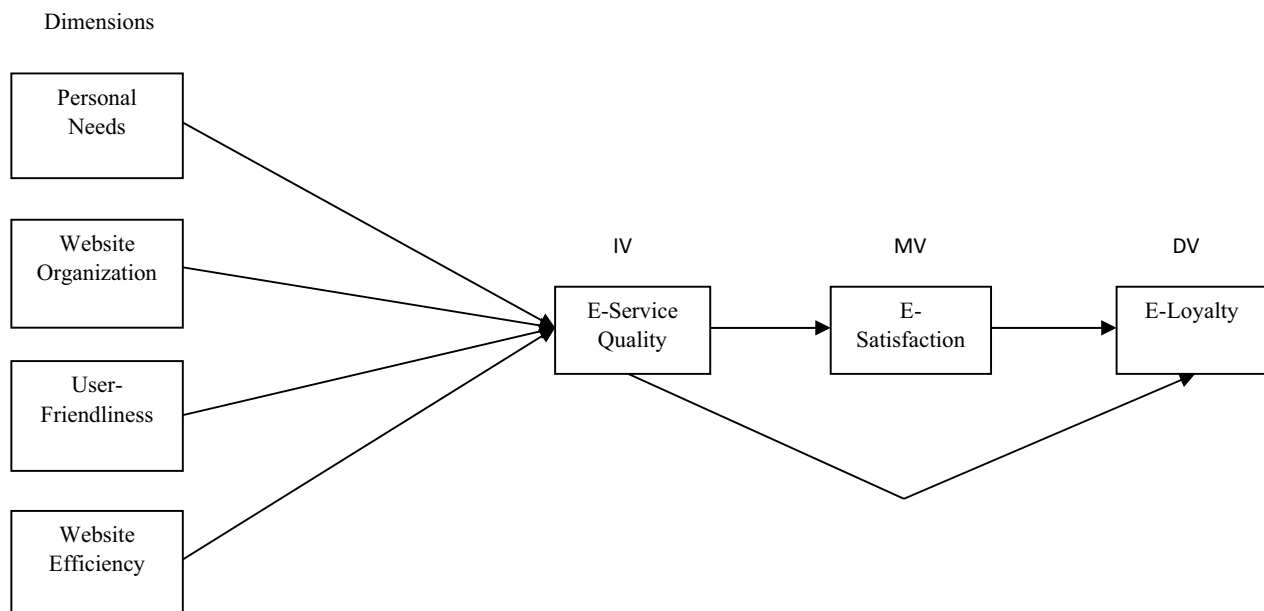 Dimensions
Personal
Needs
Website
Organization
User-
Friendliness
Website
Efficiency
IV
E-Service
Quality
MV
E-
Satisfaction
DV
E-Loyalty